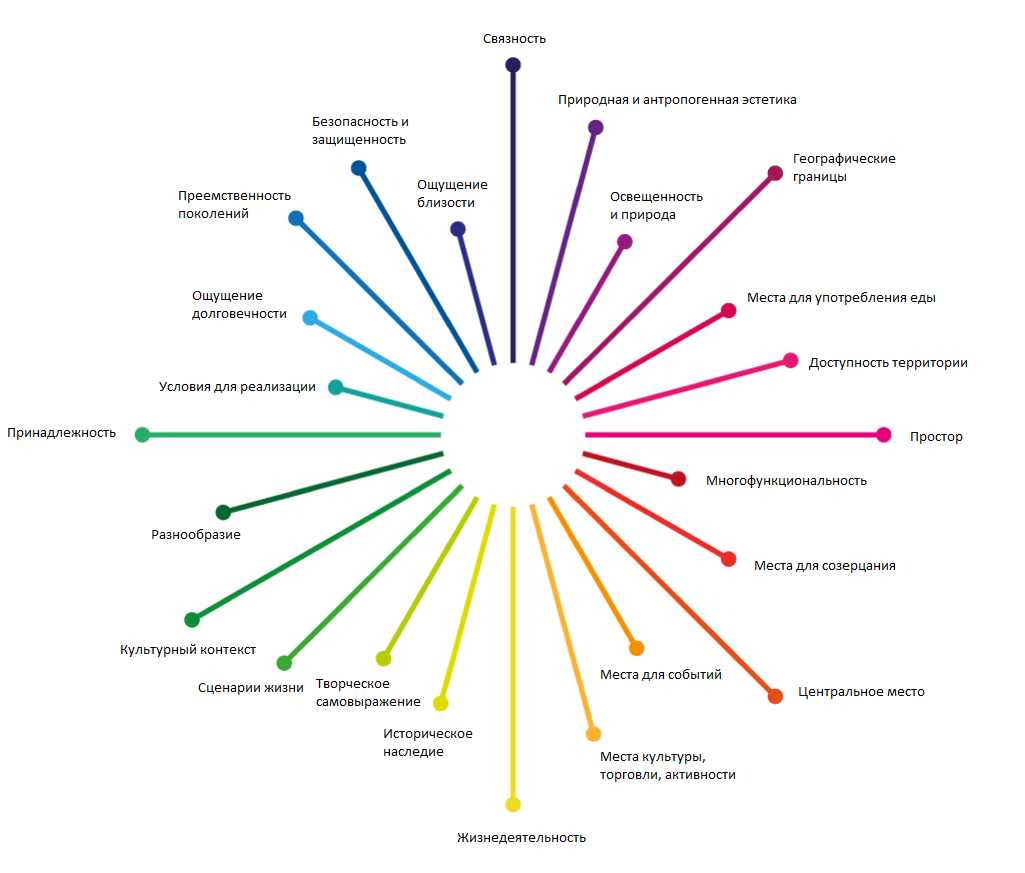 Связность
Природная и антропогенная эстетика
Безопасность и
защищенность
Географические
границы
Ощущение
близости
Преемственность
поколений
Освещенность
и природа
Ощущение
долговечности
Места для употребления еды
Доступность территории
Условия для реализации
Принадлежность
Простор
Многофункциональность
Разнообразие
Места для созерцания
Культурный контекст
Места для событий
Сценарии жизни
Творческое
самовыражение
Центральное место
Историческое
наследие
Места культуры,
торговли, активности
Жизнедеятельность